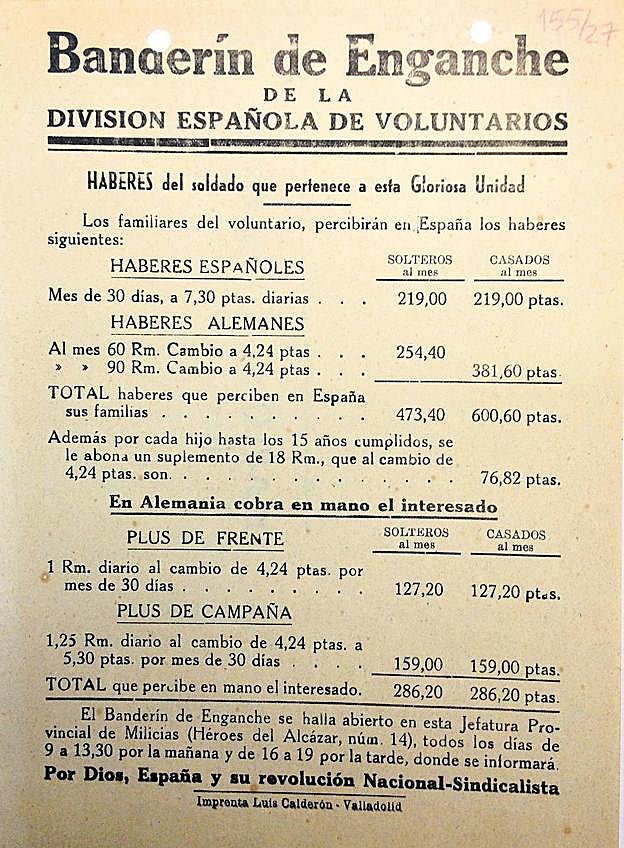 155/27
Banderín de Enganche
DE LA
DIVISION ESPAÑOLA DE VOLUNTARIOS
HABERES del soldado que pertenece a esta Gloriosa Unidad
Los familiares del voluntario, percibirán en España los haberes
siguientes:
HABERES ESPAÑOLES SOLTEROS al mes CASADOS al mes
Mes de 30 días, a 7,30 ptas. diarias . . . 219,00 219,00 ptas.
HABERES ALEMANES
Al mes 60 Rm. Cambio a 4,24 ptas . . . 254,40
» » 90 Rm. Cambio a 4,24 ptas . . . 381,60 ptas.
TOTAL haberes que perciben en España
sus familias . . . . . . . . . . 473,40 600,60 ptas.
Además por cada hijo hasta los 15 años cumplidos, se
le abona un suplemento de 18 Rm., que al cambio de
4,24 ptas. son. . . . . . . . . . . . . . 76,82 ptas.
En Alemania cobra en mano el interesado
PLUS DE FRENTE SOLTEROS al mes CASADOS al mes
1 Rm. diario al cambio de 4,24 ptas. por
mes de 30 días . . . . . . . . . 127,20 127,20 ptas.
PLUS DE CAMPAÑA
1,25 Rm. diario al cambio de 4,24 ptas. a
5,30 ptas. por mes de 30 días . . . . 159,00 159,00 ptas.
TOTAL que percibe en mano el interesado. 286,20 286,20 ptas.
El Banderín de Enganche se halla abierto en esta Jefatura Pro-
vincial de Milicias (Héroes del Alcázar, núm. 14), todos los días de
9 a 13,30 por la mañana y de 16 a 19 por la tarde, donde se informará.
Por Dios, España y su revolución Nacional-Sindicalista
Imprenta Luis Calderón - Valladolid